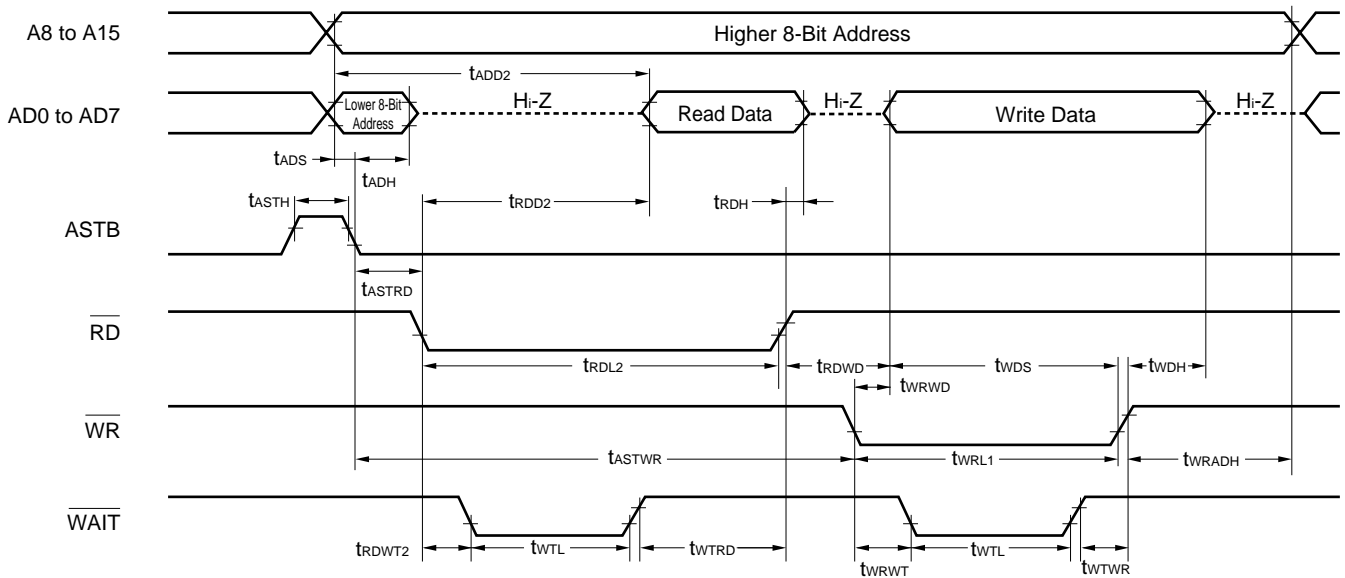 A8 to A15
Higher 8-Bit Address
tADD2
AD0 to AD7
Lower 8-Bit
Address
Hi-Z
Read Data
Hi-Z
Write Data
Hi-Z
tADS
tADH
tASTH
tRDD2
tRDH
ASTB
tASTRD
RD
tRDL2
tRDWD
tWDS
tWDH
tWRWD
WR
tASTWR
tWRL1
tWRADH
WAIT
tRDWT2
tWTL
tWTRD
tWRWT
tWTL
tWTWR